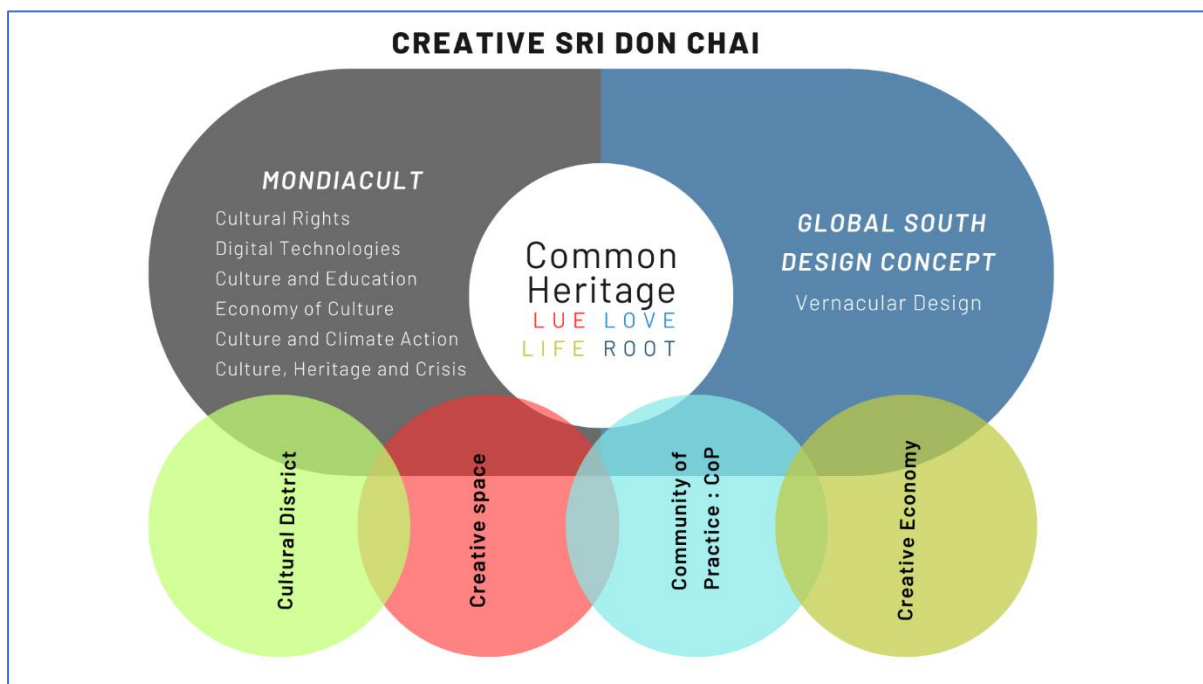 CREATIVE SRI DON CHAI
MONDIACULT
Cultural Rights
Digital Technologies
Culture and Education
Economy of Culture
Culture and Climate Action
Culture, Heritage and Crisis
Common
Heritage
LUE LOVE
LIFE ROOT
GLOBAL SOUTH
DESIGN CONCEPT
Vernacular Design
Cultural District
Creative space
Community of
Practice : CoP
Creative Economy